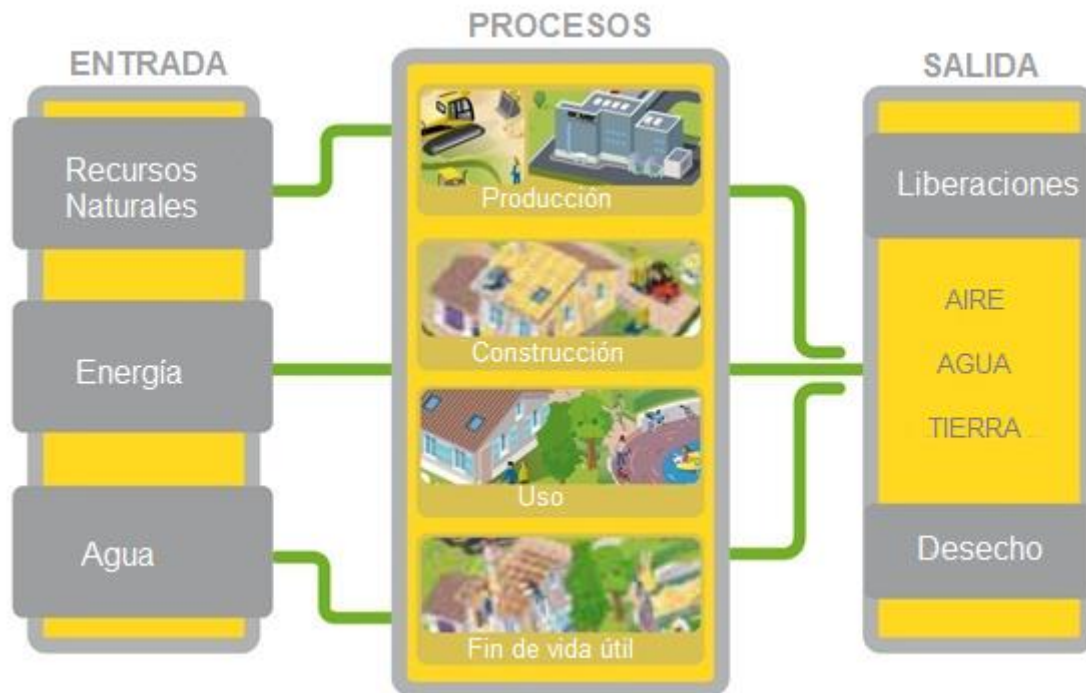 PROCESOS
ENTRADA
SALIDA
Recursos
Naturales
Energía
Agua
Producción
Construcción
Uso
Fin de vida útil
Liberaciones
AIRE
AGUA
TIERRA
Desecho